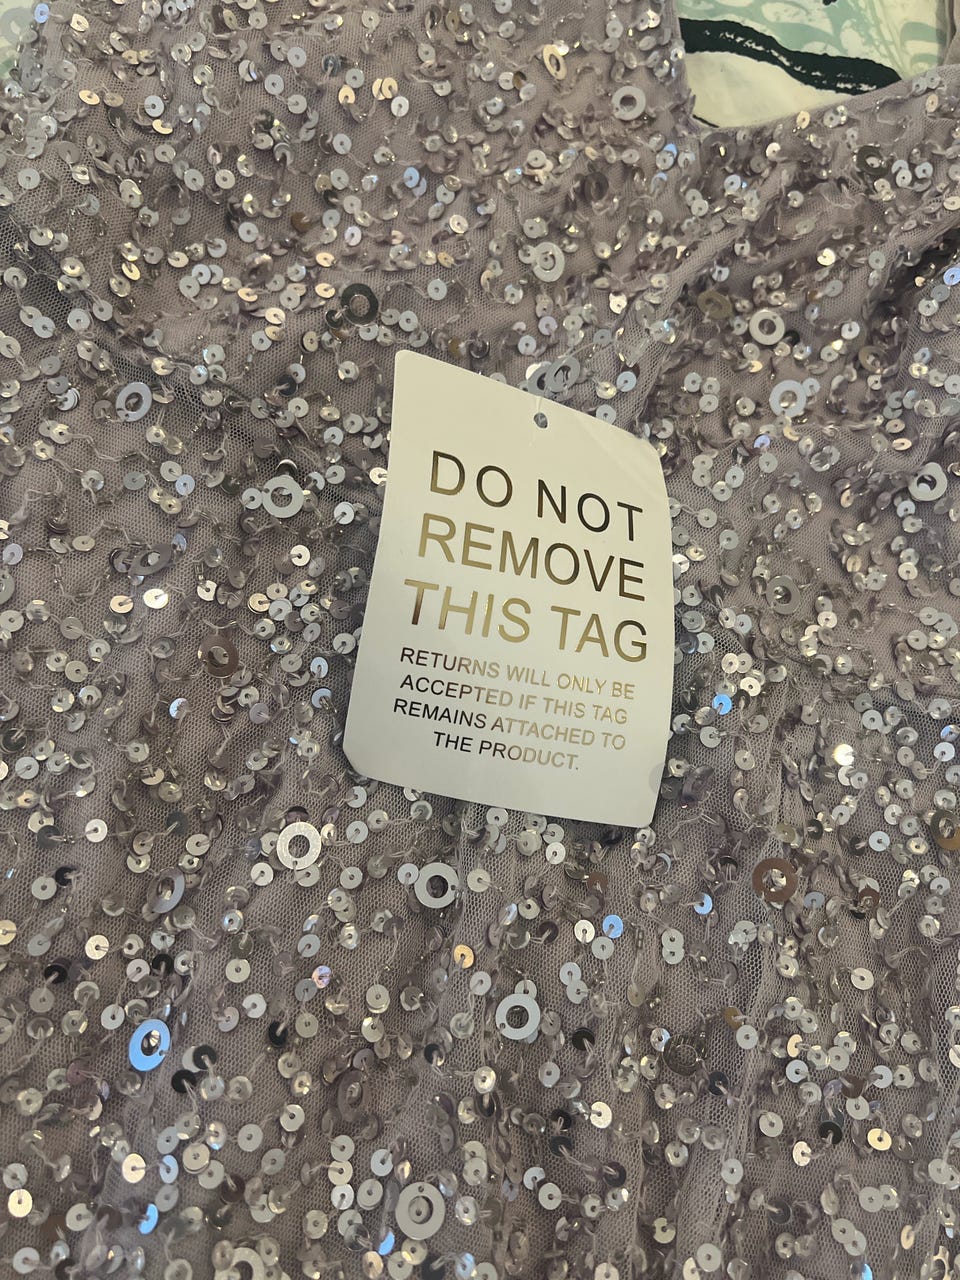 DO NOT
REMOVE
THIS TAG
RETURNS WILL ONLY BE
ACCEPTED IF THIS TAG
REMAINS ATTACHED TO
THE PRODUCT.